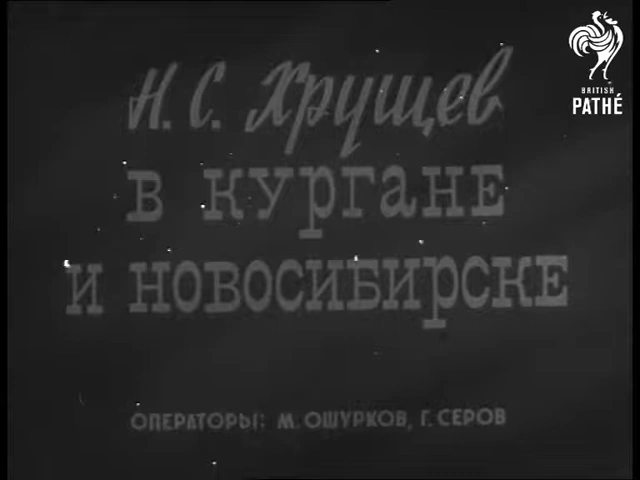 BRITISH
PATHÉ
Н. С. Хрущев
В КУРГАНЕ
И НОВОСИБИРСКЕ
ОПЕРАТОРЫ: М. ОШУРКОВ, Г. СЕРОВ